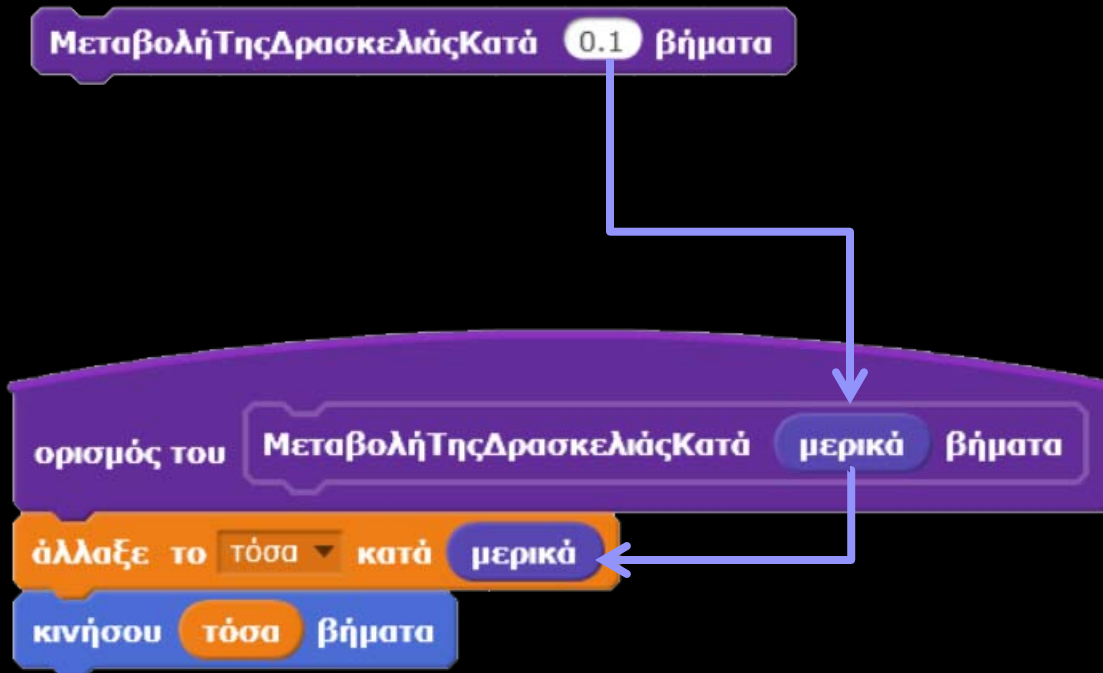 ΜεταβολήΤηςΔρασκελιάςΚατά 0.1 βήματα
ορισμός του ΜεταβολήΤηςΔρασκελιάςΚατά μερικά βήματα
άλλαξε το τόσα κατά μερικά
κινήσου τόσα βήματα